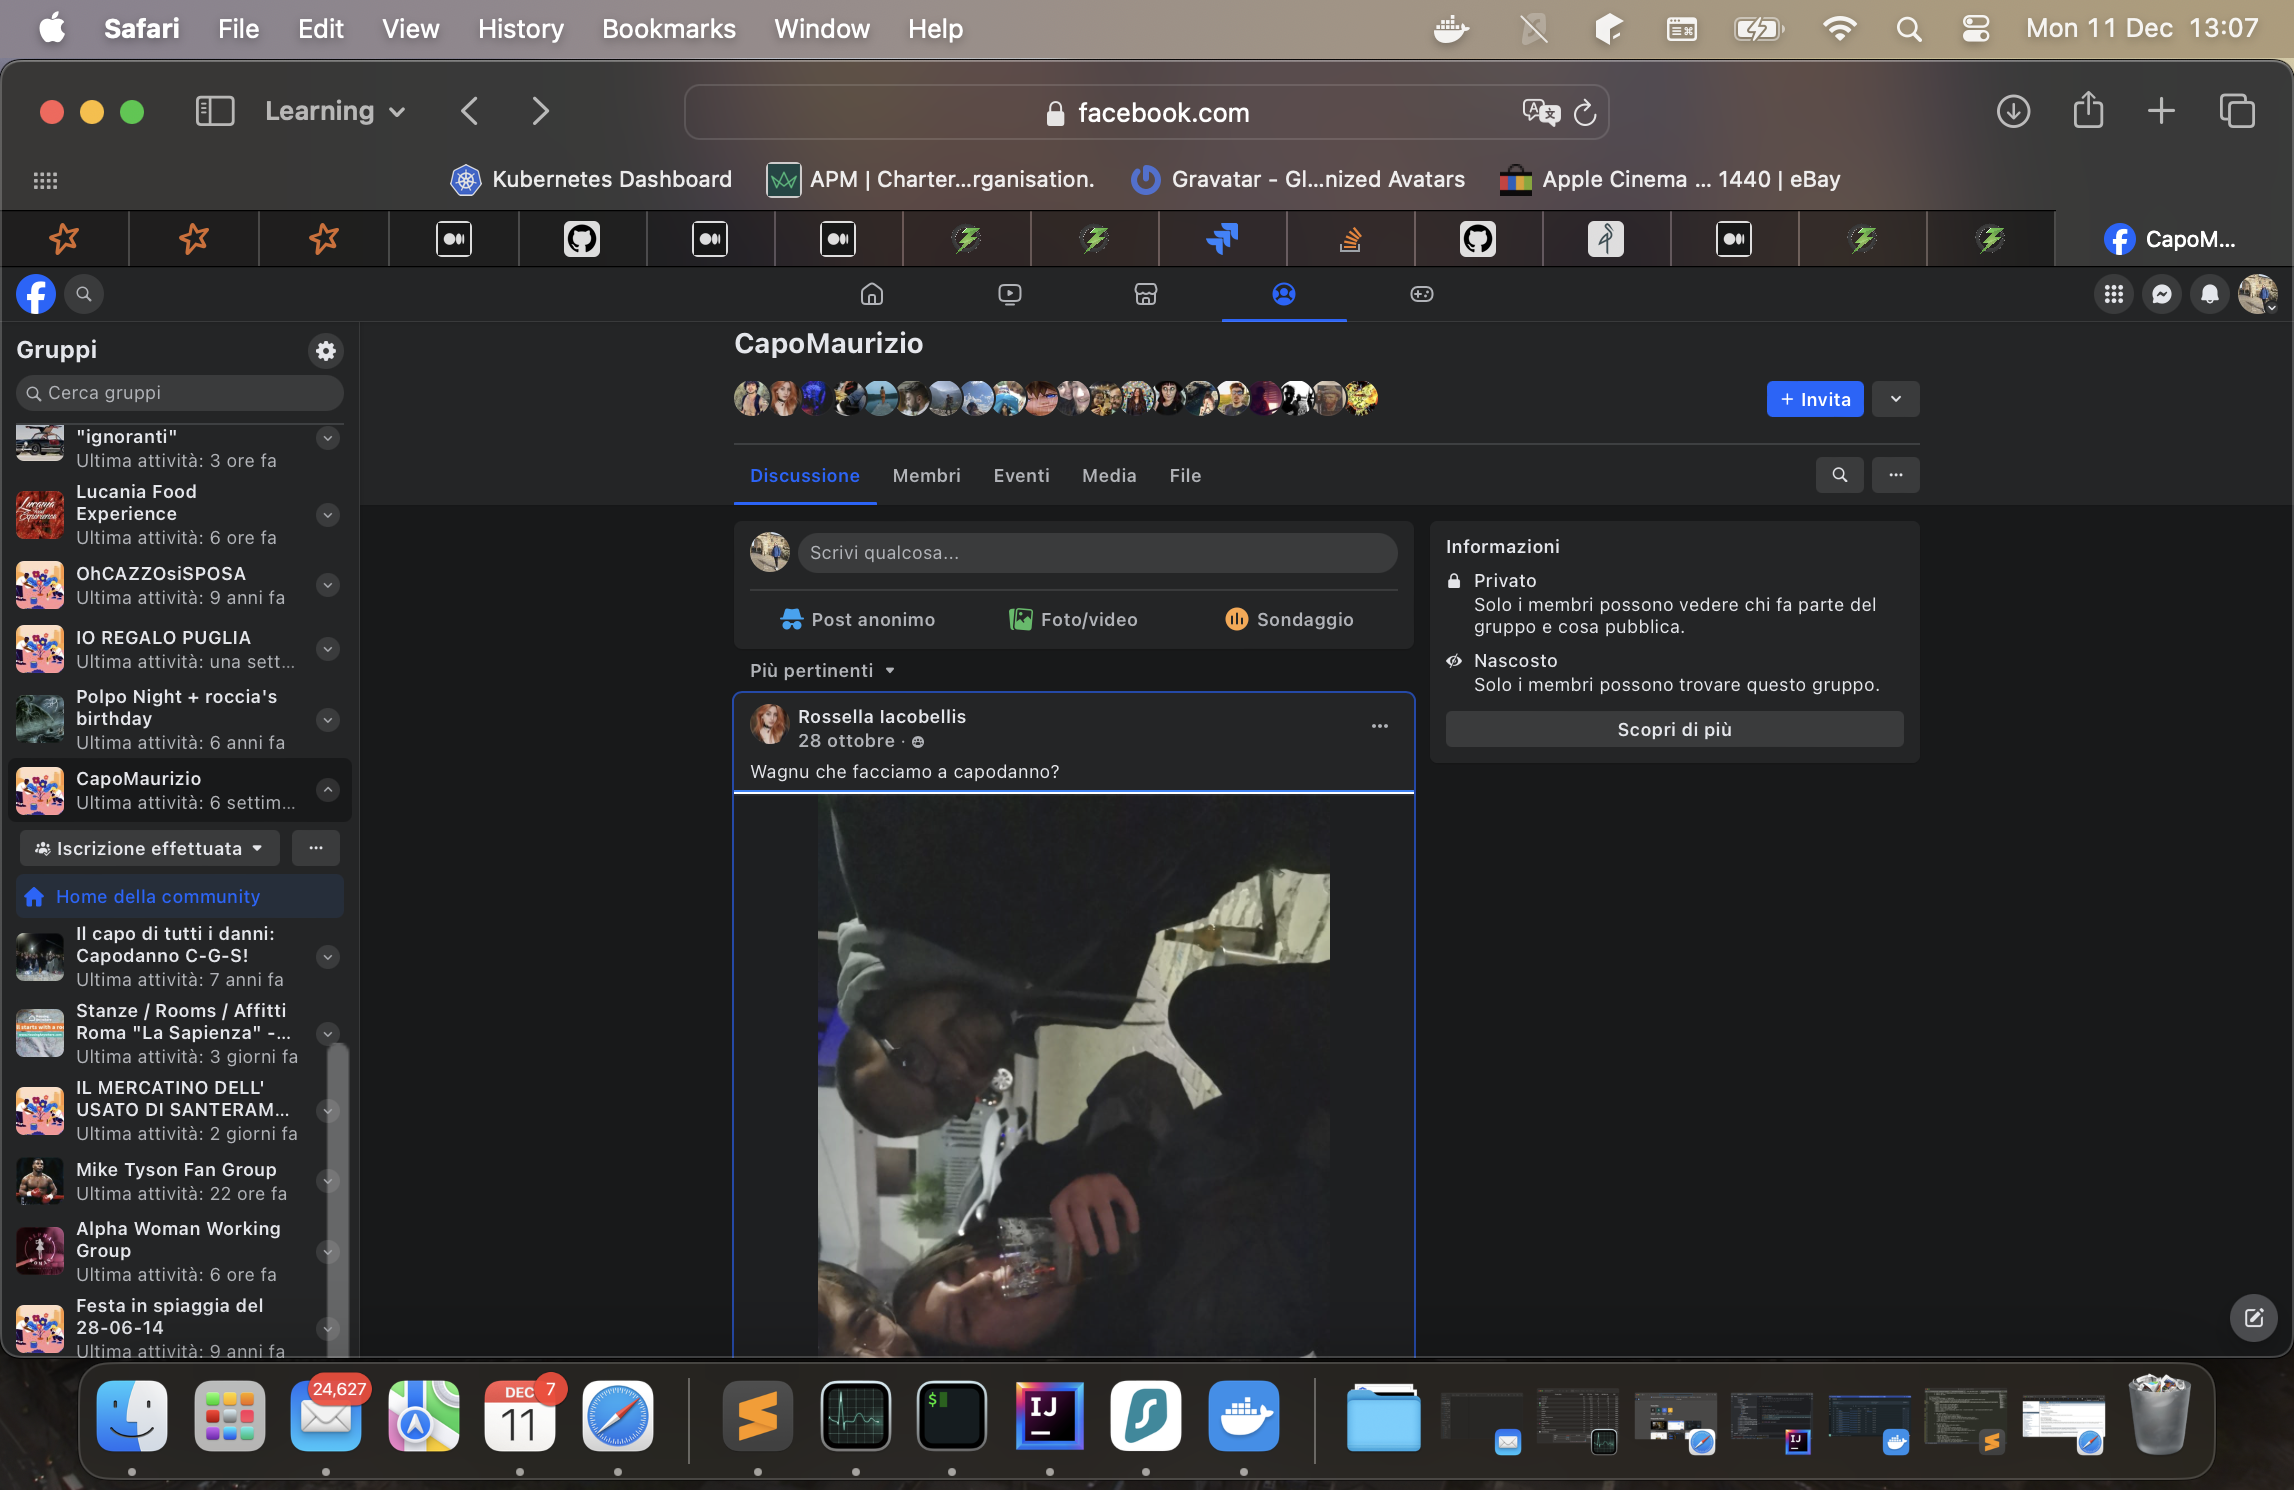 Safari File Edit View History Bookmarks Window Help Mon 11 Dec 13:07
Learning
facebook.com
Kubernetes Dashboard APM | Charter...rganisation. Gravatar - Gl...nized Avatars Apple Cinema ... 1440 | eBay
CapoM...
Gruppi
Cerca gruppi
"ignoranti"
Ultima attività: 3 ore fa
Lucania Food
Experience
Ultima attività: 6 ore fa
OhCAZZOsiSPOSA
Ultima attività: 9 anni fa
IO REGALO PUGLIA
Ultima attività: una sett...
Polpo Night + roccia's
birthday
Ultima attività: 6 anni fa
CapoMaurizio
Ultima attività: 6 settim...
Iscrizione effettuata
Home della community
Il capo di tutti i danni:
Capodanno C-G-S!
Ultima attività: 7 anni fa
Stanze / Rooms / Affitti
Roma "La Sapienza" -...
Ultima attività: 3 giorni fa
IL MERCATINO DELL'
USATO DI SANTERAM...
Ultima attività: 2 giorni fa
Mike Tyson Fan Group
Ultima attività: 22 ore fa
Alpha Woman Working
Group
Ultima attività: 6 ore fa
Festa in spiaggia del
28-06-14
Ultima attività: 9 anni fa
CapoMaurizio
+ Invita
Discussione Membri Eventi Media File
Scrivi qualcosa...
Post anonimo Foto/video Sondaggio
Più pertinenti
Rossella Iacobellis
28 ottobre ·
Wagnu che facciamo a capodanno?
Informazioni
Privato
Solo i membri possono vedere chi fa parte del
gruppo e cosa pubblica.
Nascosto
Solo i membri possono trovare questo gruppo.
Scopri di più
24,627
DEC 7
11
$
IJ